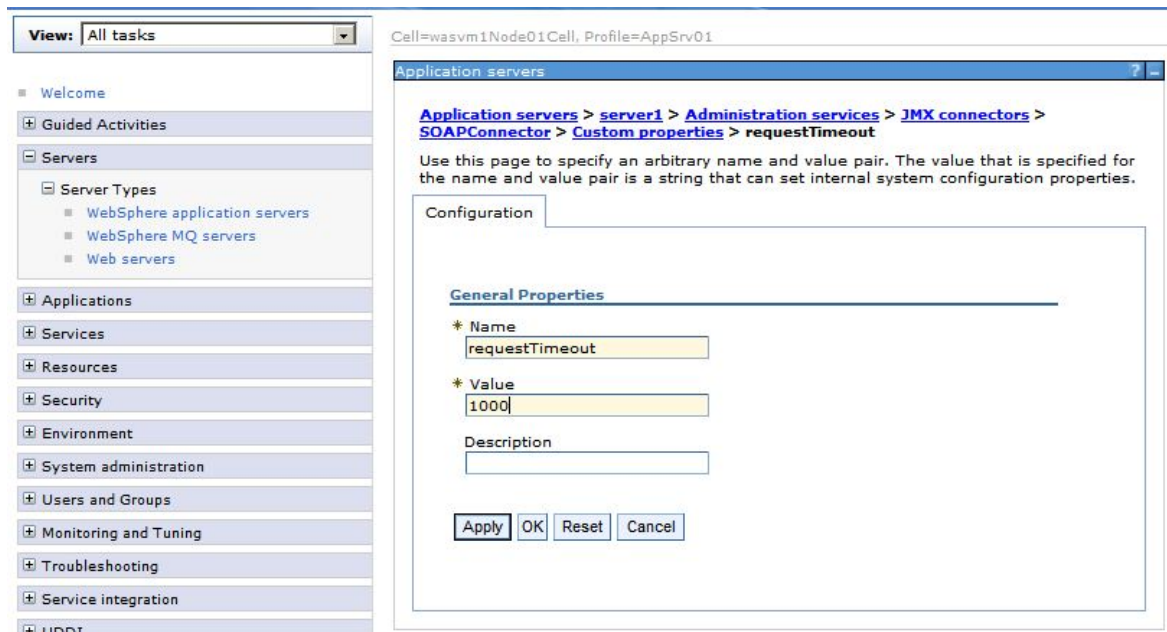 View: All tasks
Welcome
Guided Activities
Servers
Server Types
WebSphere application servers
WebSphere MQ servers
Web servers
Applications
Services
Resources
Security
Environment
System administration
Users and Groups
Monitoring and Tuning
Troubleshooting
Service integration
UDDI
Cell=wasvm1Node01Cell, Profile=AppSrv01
Application servers ? -
Application servers > server1 > Administration services > JMX connectors >
SOAPConnector > Custom properties > requestTimeout
Use this page to specify an arbitrary name and value pair. The value that is specified for
the name and value pair is a string that can set internal system configuration properties.
Configuration
General Properties
* Name
requestTimeout
* Value
1000
Description
Apply OK Reset Cancel